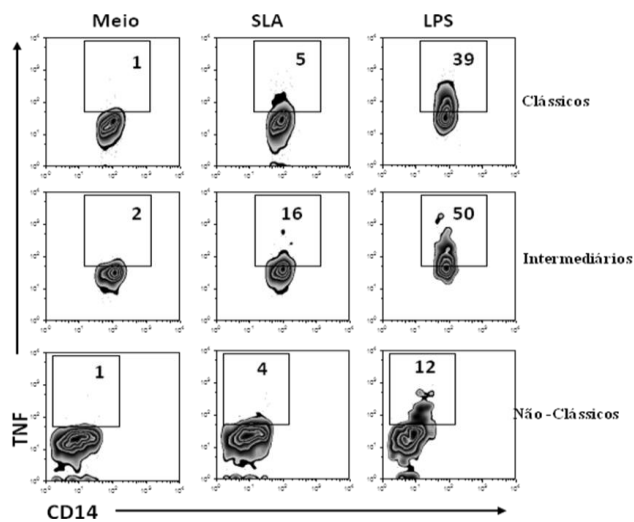 Meio SLA LPS
1 5 39
Clássicos
2 16 50
Intermediários
1 4 12
Não -Clássicos
TNF
CD14